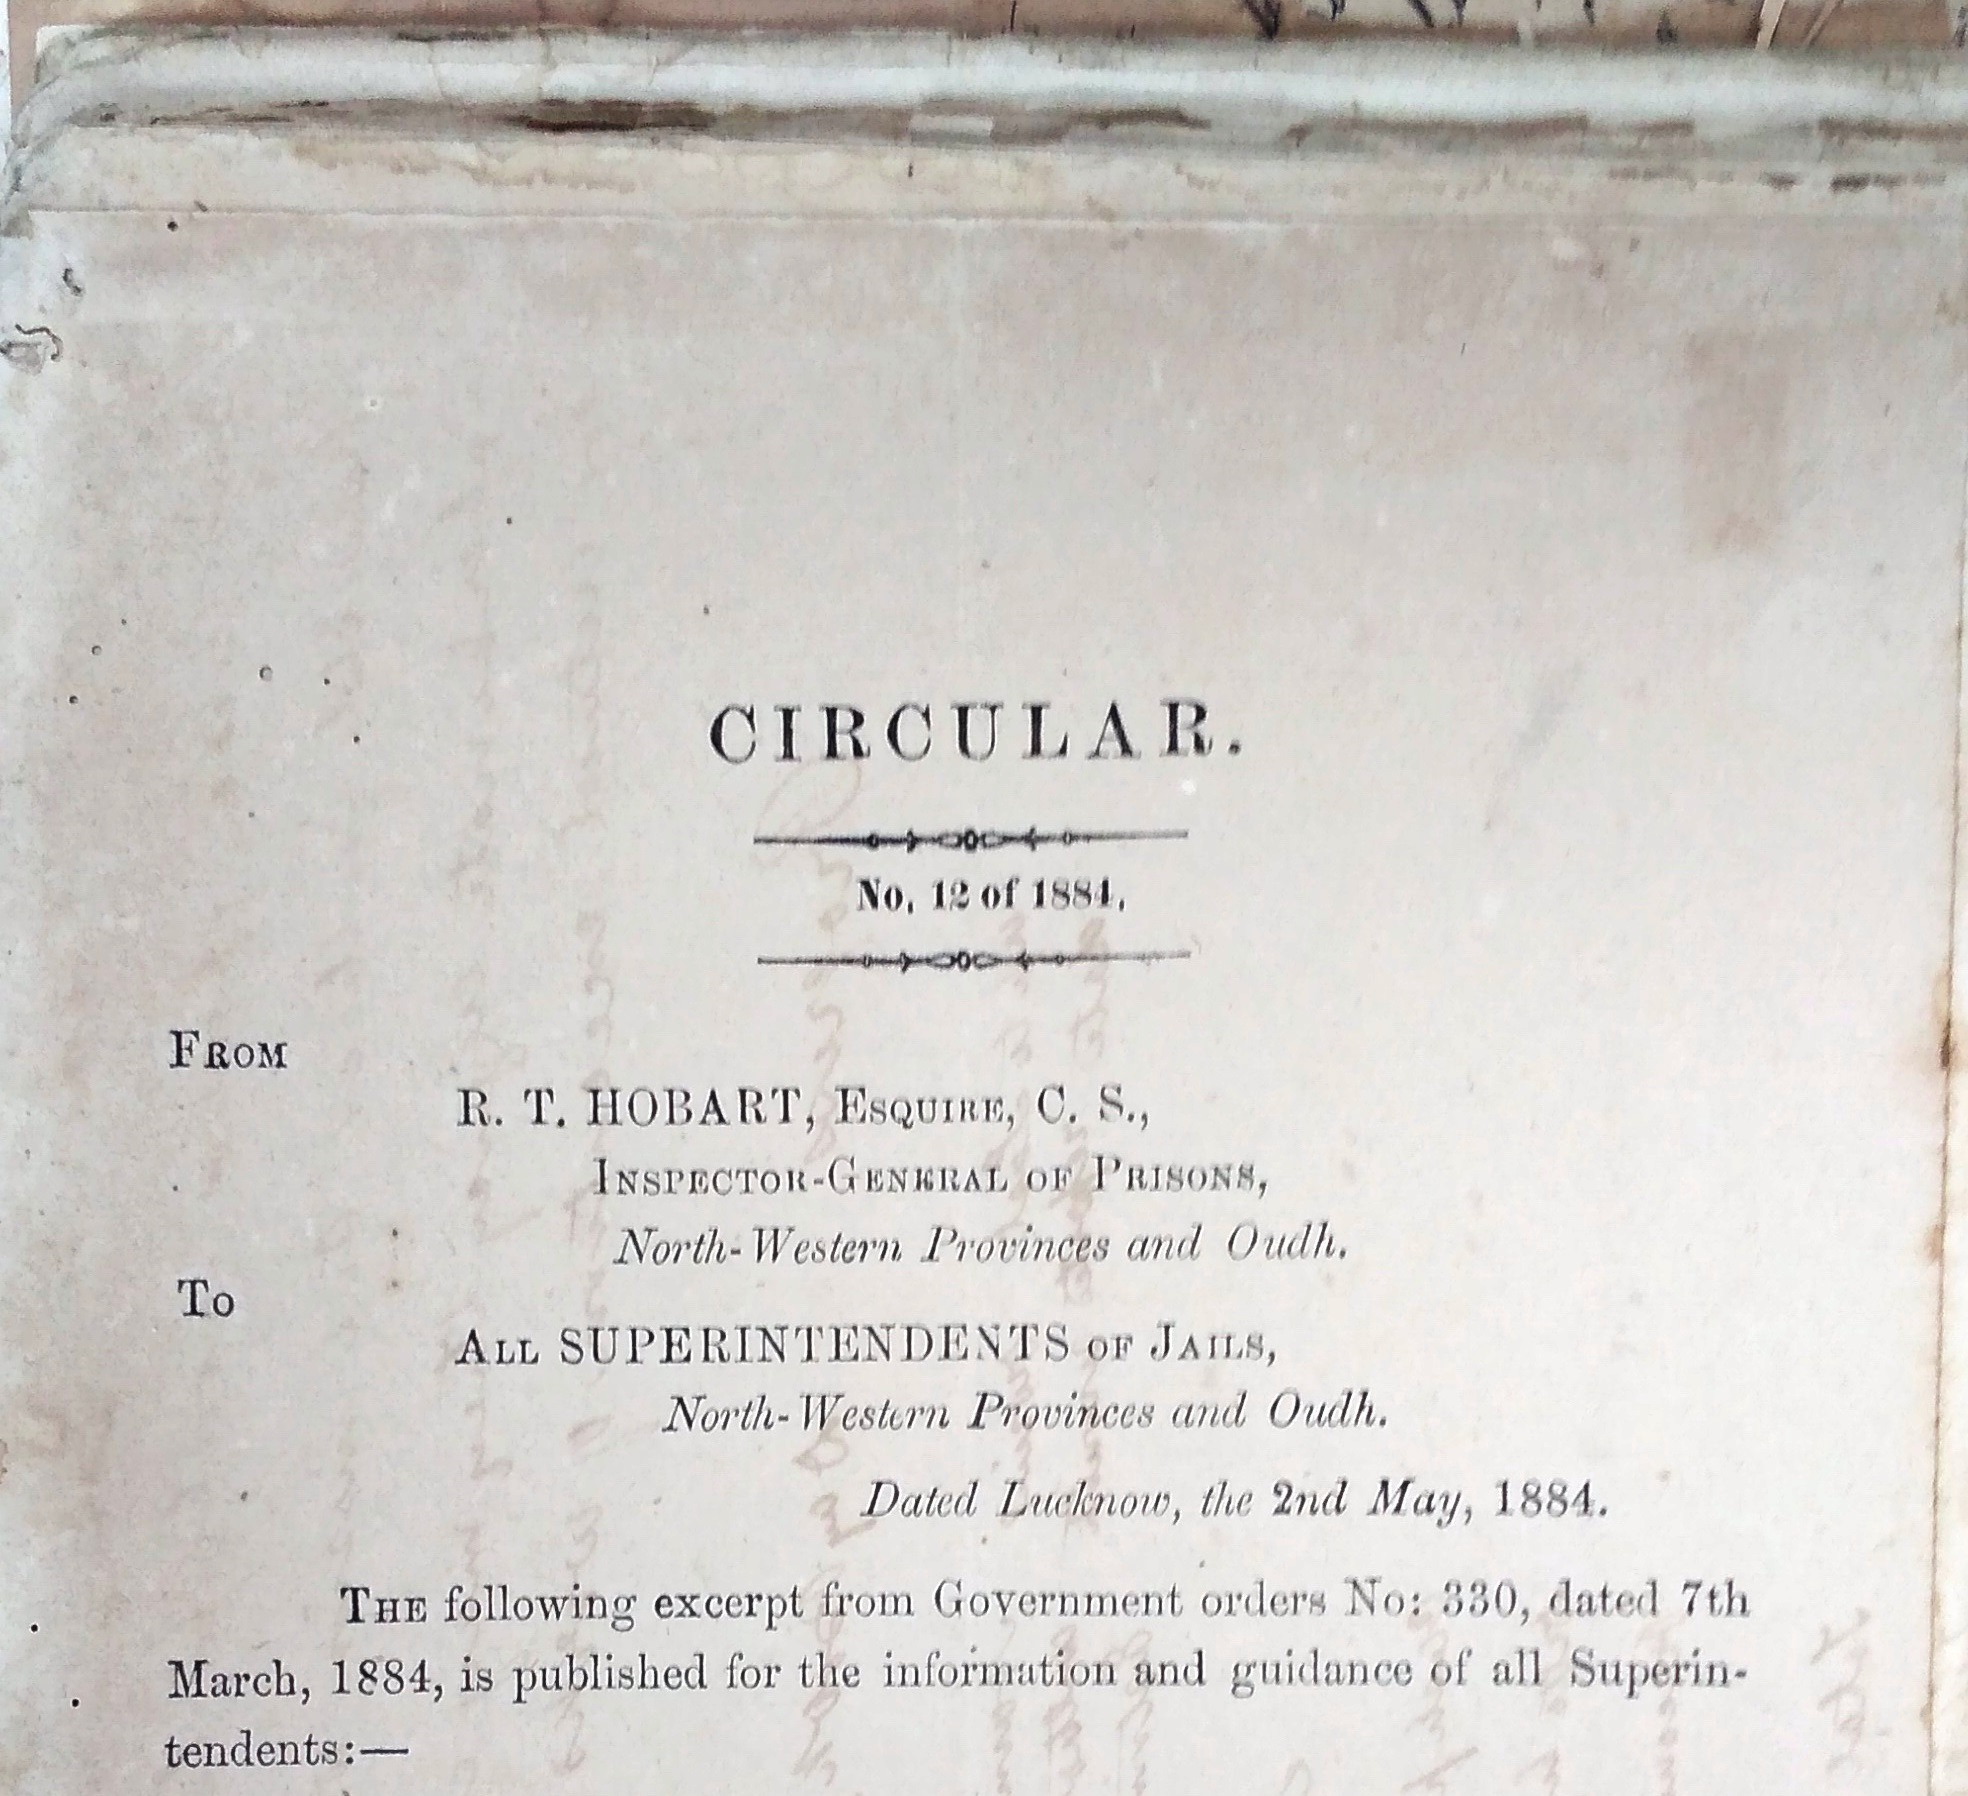 CIRCULAR.
No. 12 of 1884.
FROM
R. T. HOBART, ESQUIRE, C. S.,
INSPECTOR-GENERAL OF PRISONS,
North-Western Provinces and Oudh.
To
ALL SUPERINTENDENTS OF JAILS,
North-Western Provinces and Oudh.
Dated Lucknow, the 2nd May, 1884.
THE following excerpt from Government orders No: 330, dated 7th
March, 1884, is published for the information and guidance of all Superin-
tendents:—